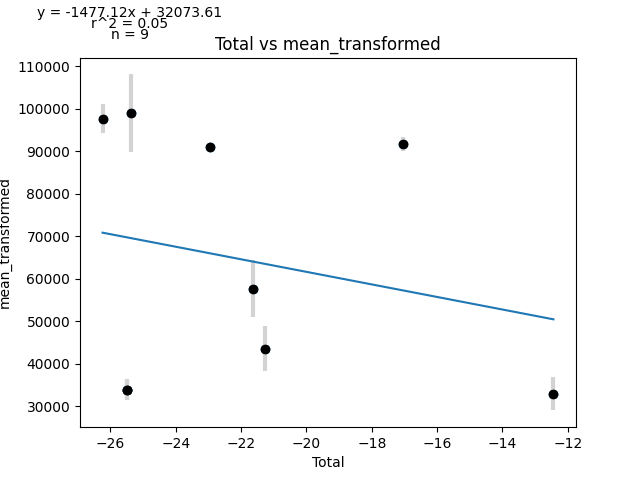 y = -1477.12x + 32073.61
r^2 = 0.05
n = 9
Total vs mean_transformed
110000
100000
90000
80000
70000
60000
50000
40000
30000
mean_transformed
−26
−24
−22
−20
−18
−16
−14
−12
Total